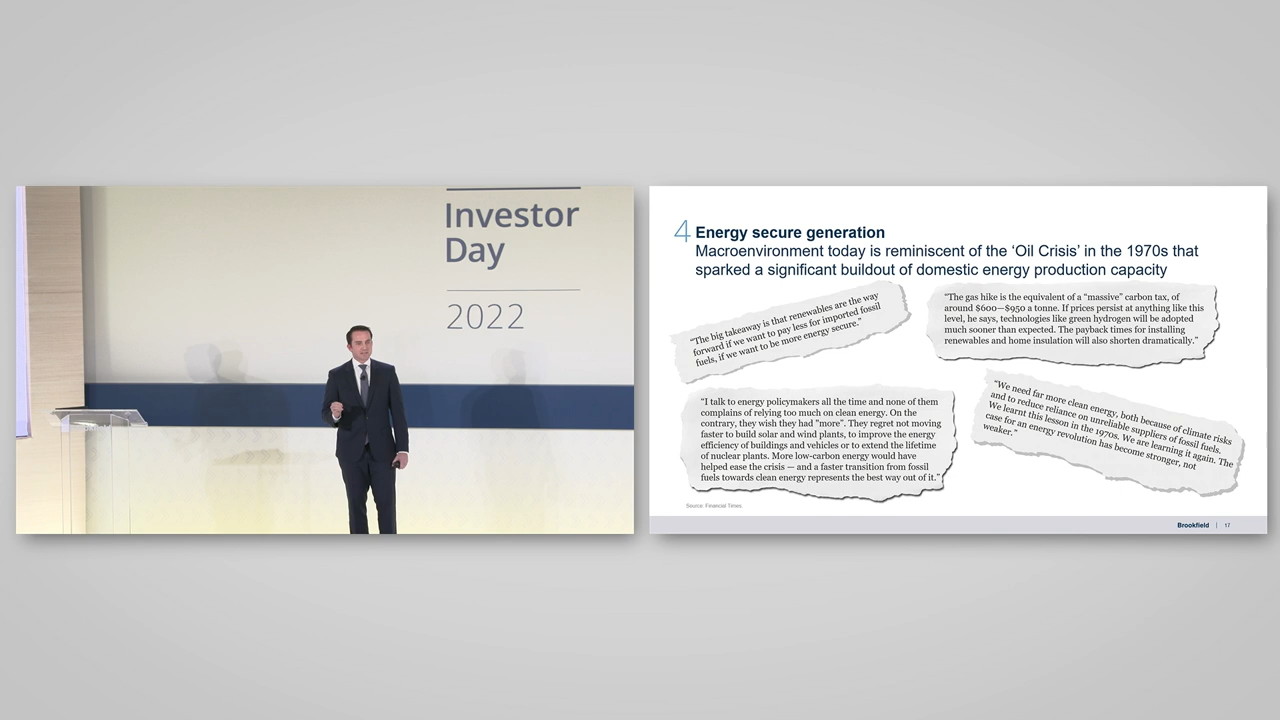 Investor
Day
2022
4
Energy secure generation
Macroenvironment today is reminiscent of the ‘Oil Crisis’ in the 1970s that
sparked a significant buildout of domestic energy production capacity
“The big takeaway is that renewables are the way
forward if we want to pay less for imported fossil
fuels, if we want to be more energy secure.”
“The gas hike is the equivalent of a “massive” carbon tax, of
around $600—$950 a tonne. If prices persist at anything like this
level, he says, technologies like green hydrogen will be adopted
much sooner than expected. The payback times for installing
renewables and home insulation will also shorten dramatically.”
“I talk to energy policymakers all the time and none of them
complains of relying too much on clean energy. On the
contrary, they wish they had "more". They regret not moving
faster to build solar and wind plants, to improve the energy
efficiency of buildings and vehicles or to extend the lifetime
of nuclear plants. More low-carbon energy would have
helped ease the crisis — and a faster transition from fossil
fuels towards clean energy represents the best way out of it.”
“We need far more clean energy, both because of climate risks
and to reduce reliance on unreliable suppliers of fossil fuels.
We learnt this lesson in the 1970s. We are learning it again. The
case for an energy revolution has become stronger, not
weaker.”
Source: Financial Times.
Brookfield | 17